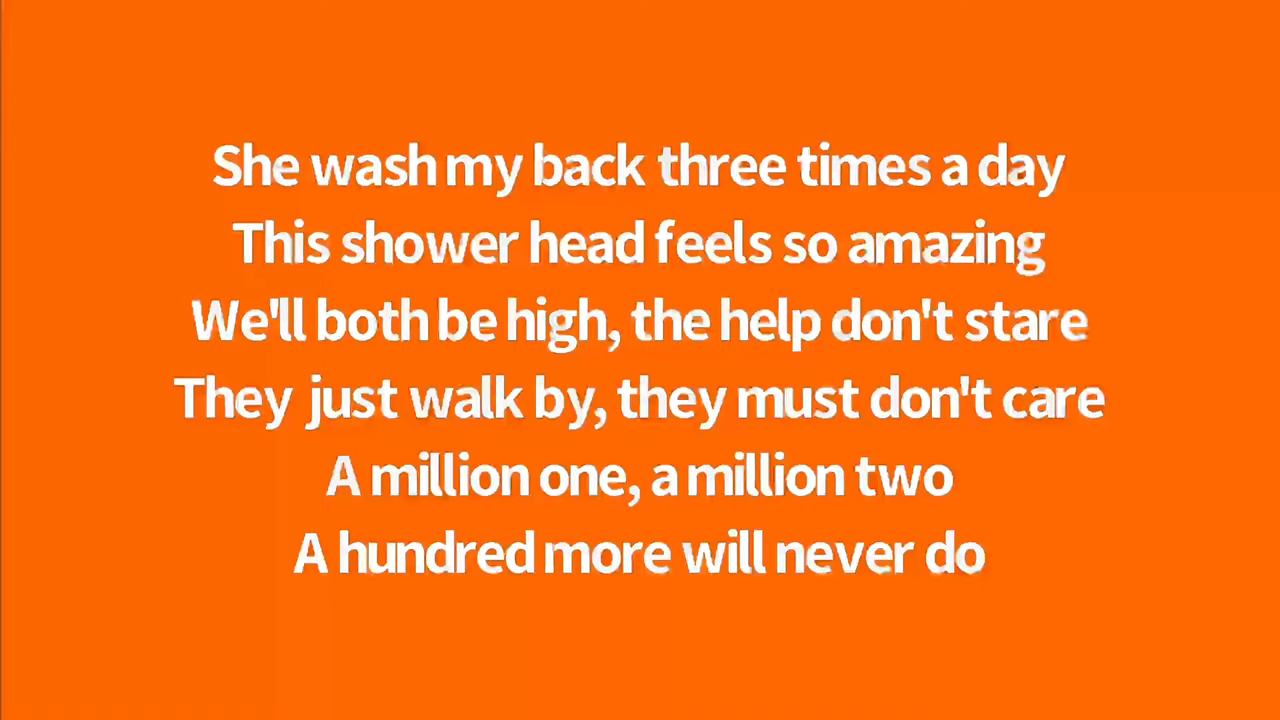 She wash my back three times a day
This shower head feels so amazing
We'll both be high, the help don't stare
They just walk by, they must don't care
A million one, a million two
A hundred more will never do